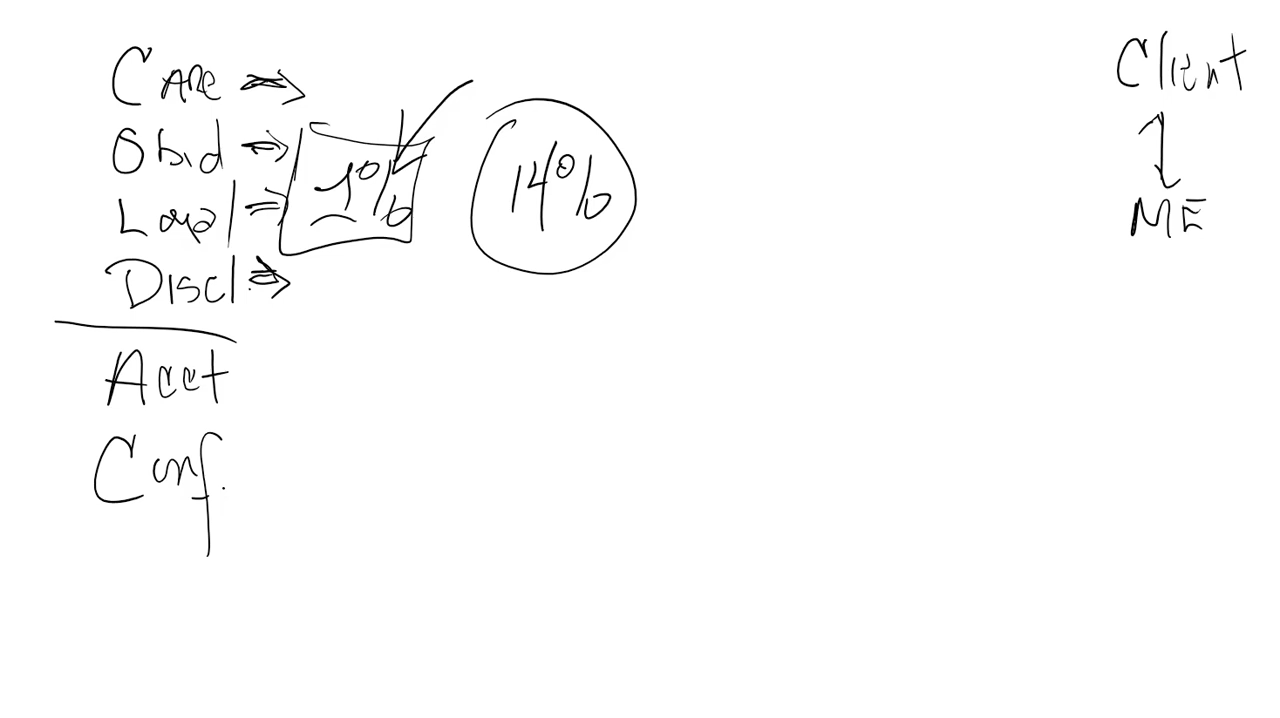 CARE
Obid
Loyal
1%
14%
Discl
Acct
Conf.
Client
ME